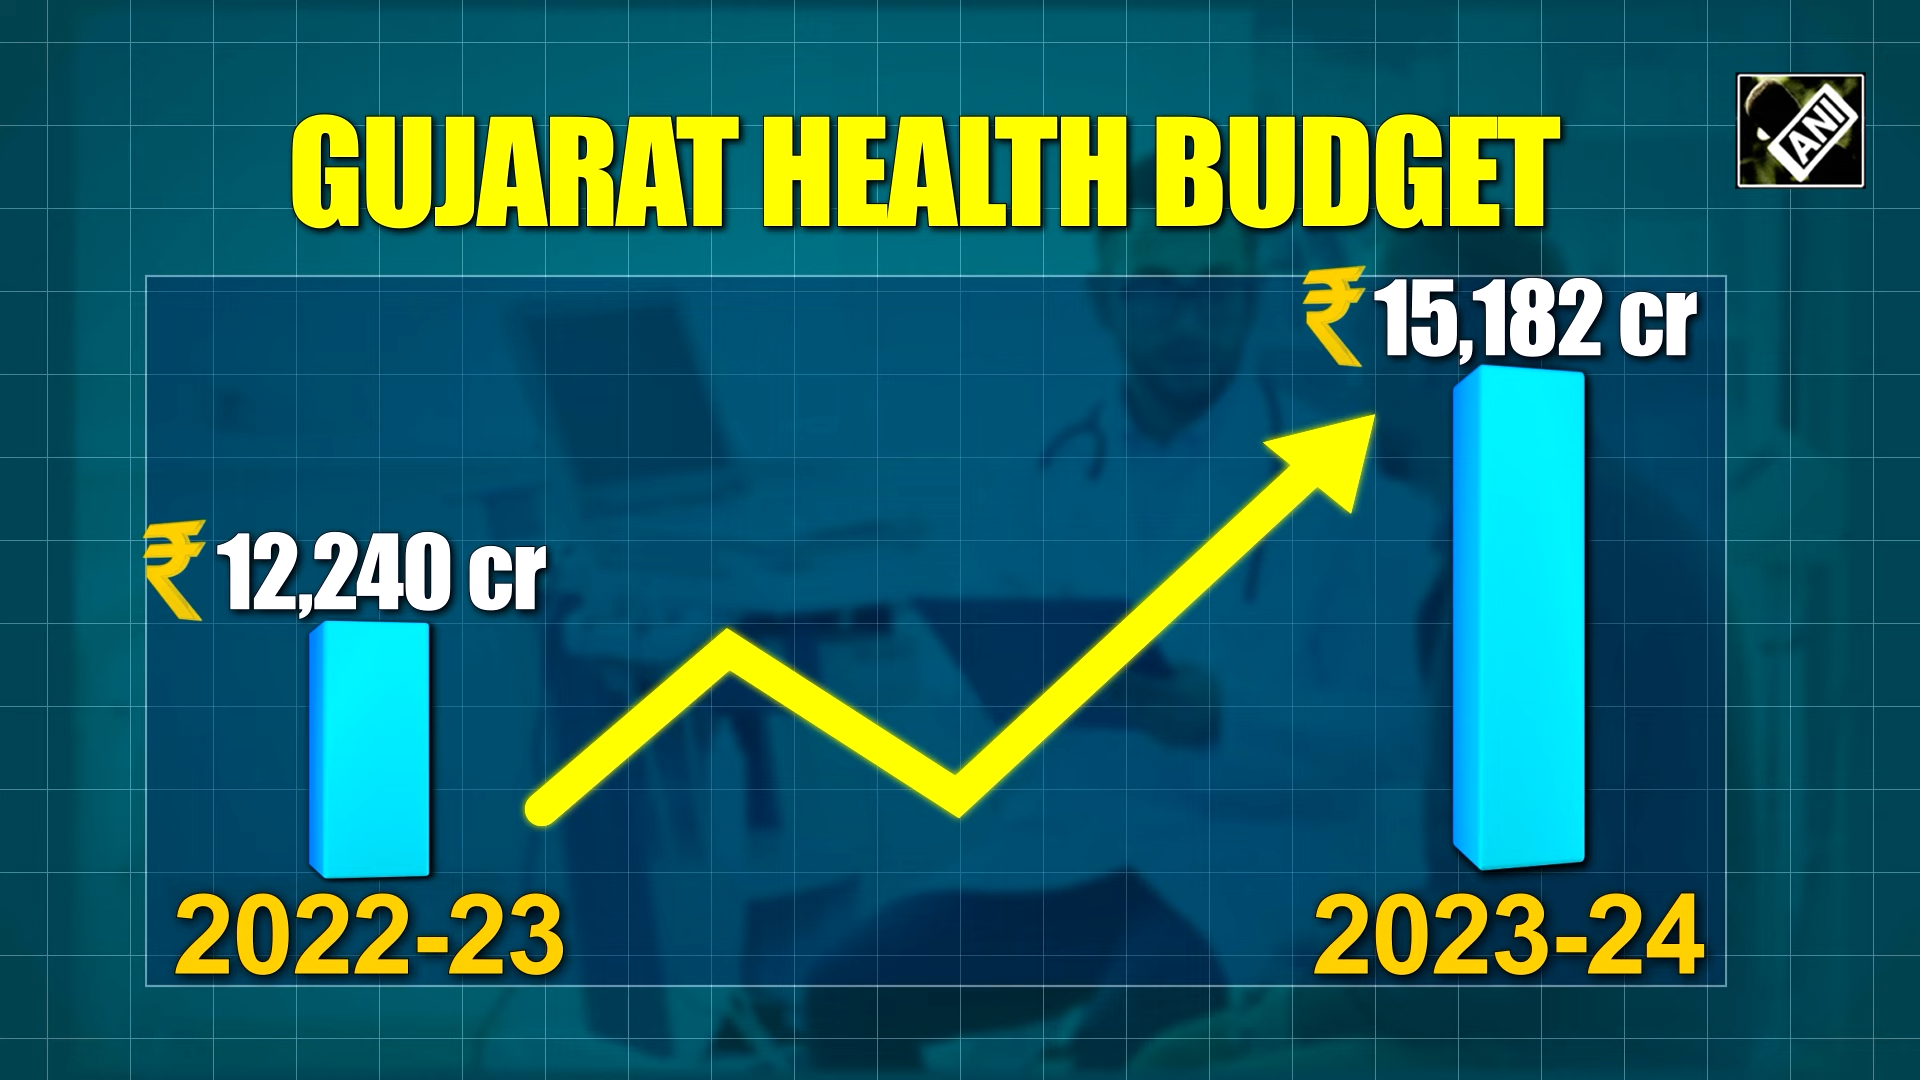 GUJARAT HEALTH BUDGET
ANI
₹ 15,182 cr
₹ 12,240 cr
2022-23
2023-24